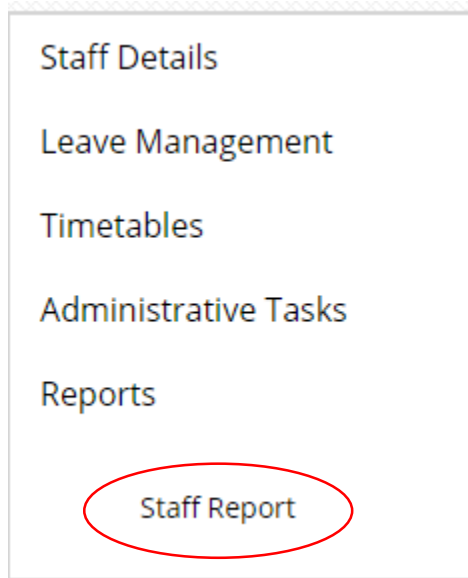 Staff Details
Leave Management
Timetables
Administrative Tasks
Reports
Staff Report